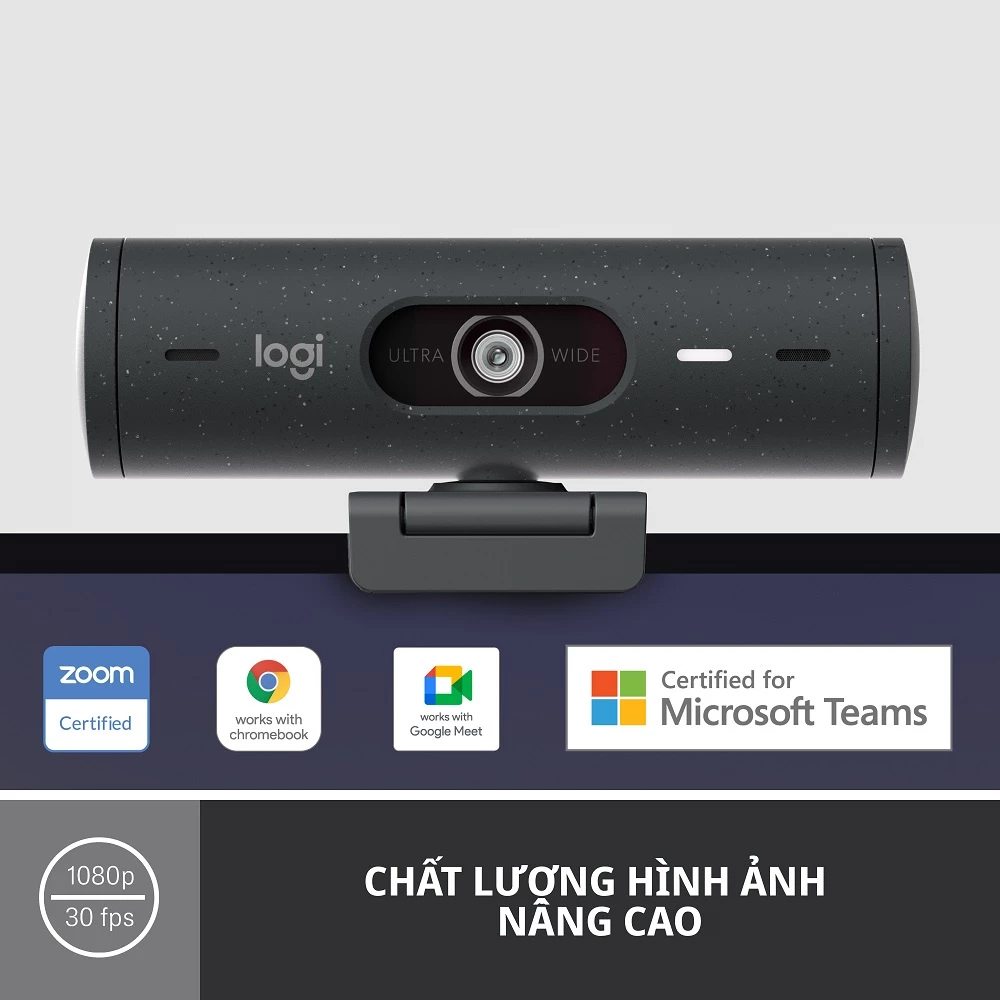 logi
ULTRA WIDE
zoom
Certified
works with
chromebook
works with
Google Meet
Certified for
Microsoft Teams
1080p
30 fps
CHẤT LƯỢNG HÌNH ẢNH
NÂNG CAO